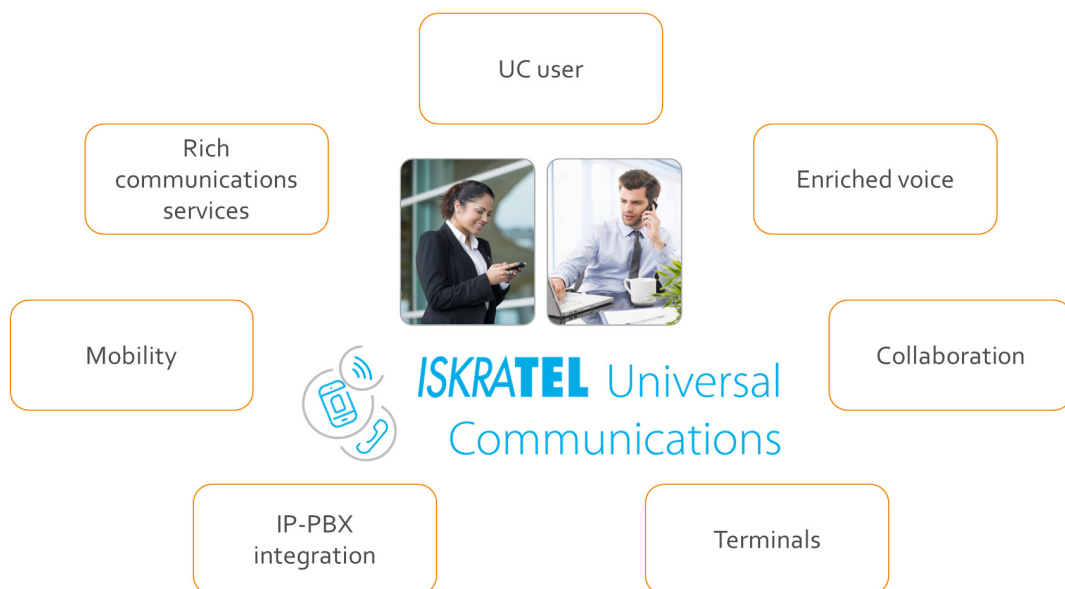 UC user
Rich
communications
services
Enriched voice
Mobility
Collaboration
ISKRATEL Universal
Communications
IP-PBX
integration
Terminals